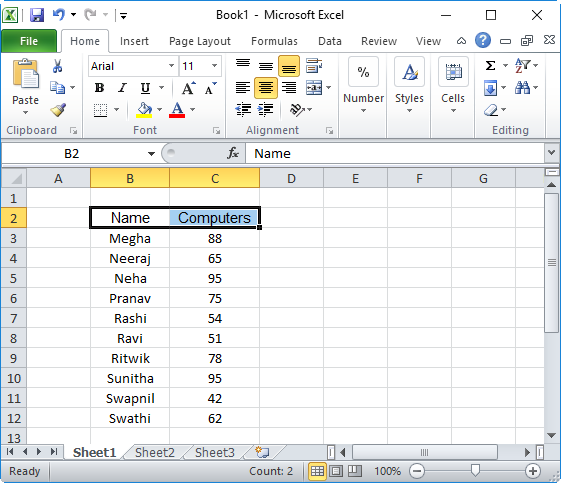 Book1 - Microsoft Excel
File Home Insert Page Layout Formulas Data Review View
Paste
Arial 11
B I U A A
A
Σ A Z
%
Number
A
Styles
Cells
Clipboard Font Alignment Editing
B2 fx Name
A B C D E F G
1
2 Name Computers
3 Megha 88
4 Neeraj 65
5 Neha 95
6 Pranav 75
7 Rashi 54
8 Ravi 51
9 Ritwik 78
10 Sunitha 95
11 Swapnil 42
12 Swathi 62
13
Sheet1 Sheet2 Sheet3
Ready Count: 2 100%